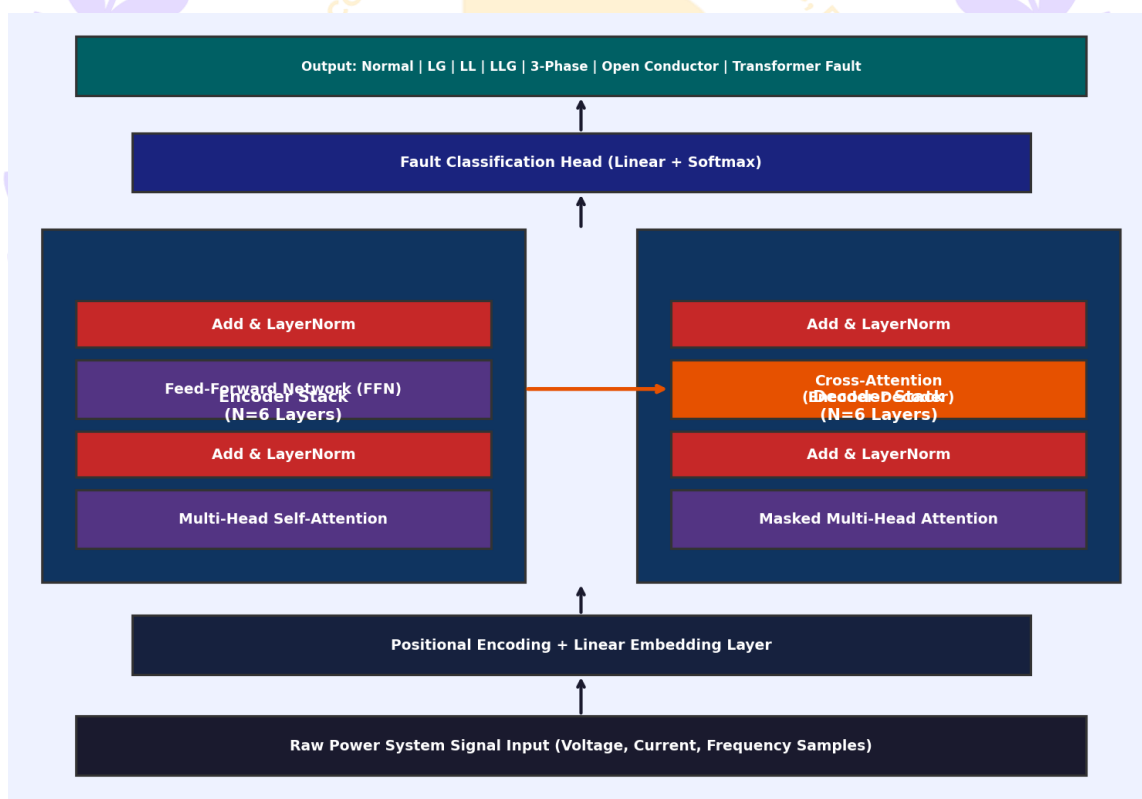 Output: Normal | LG | LL | LLG | 3-Phase | Open Conductor | Transformer Fault
Fault Classification Head (Linear + Softmax)
Add & LayerNorm
Feed-Forward Network (FFN)
Encoder Stack
(N=6 Layers)
Add & LayerNorm
Multi-Head Self-Attention
Add & LayerNorm
Cross-Attention
(Encoder-Decoder)
Decoder Stack
(N=6 Layers)
Add & LayerNorm
Masked Multi-Head Attention
Positional Encoding + Linear Embedding Layer
Raw Power System Signal Input (Voltage, Current, Frequency Samples)